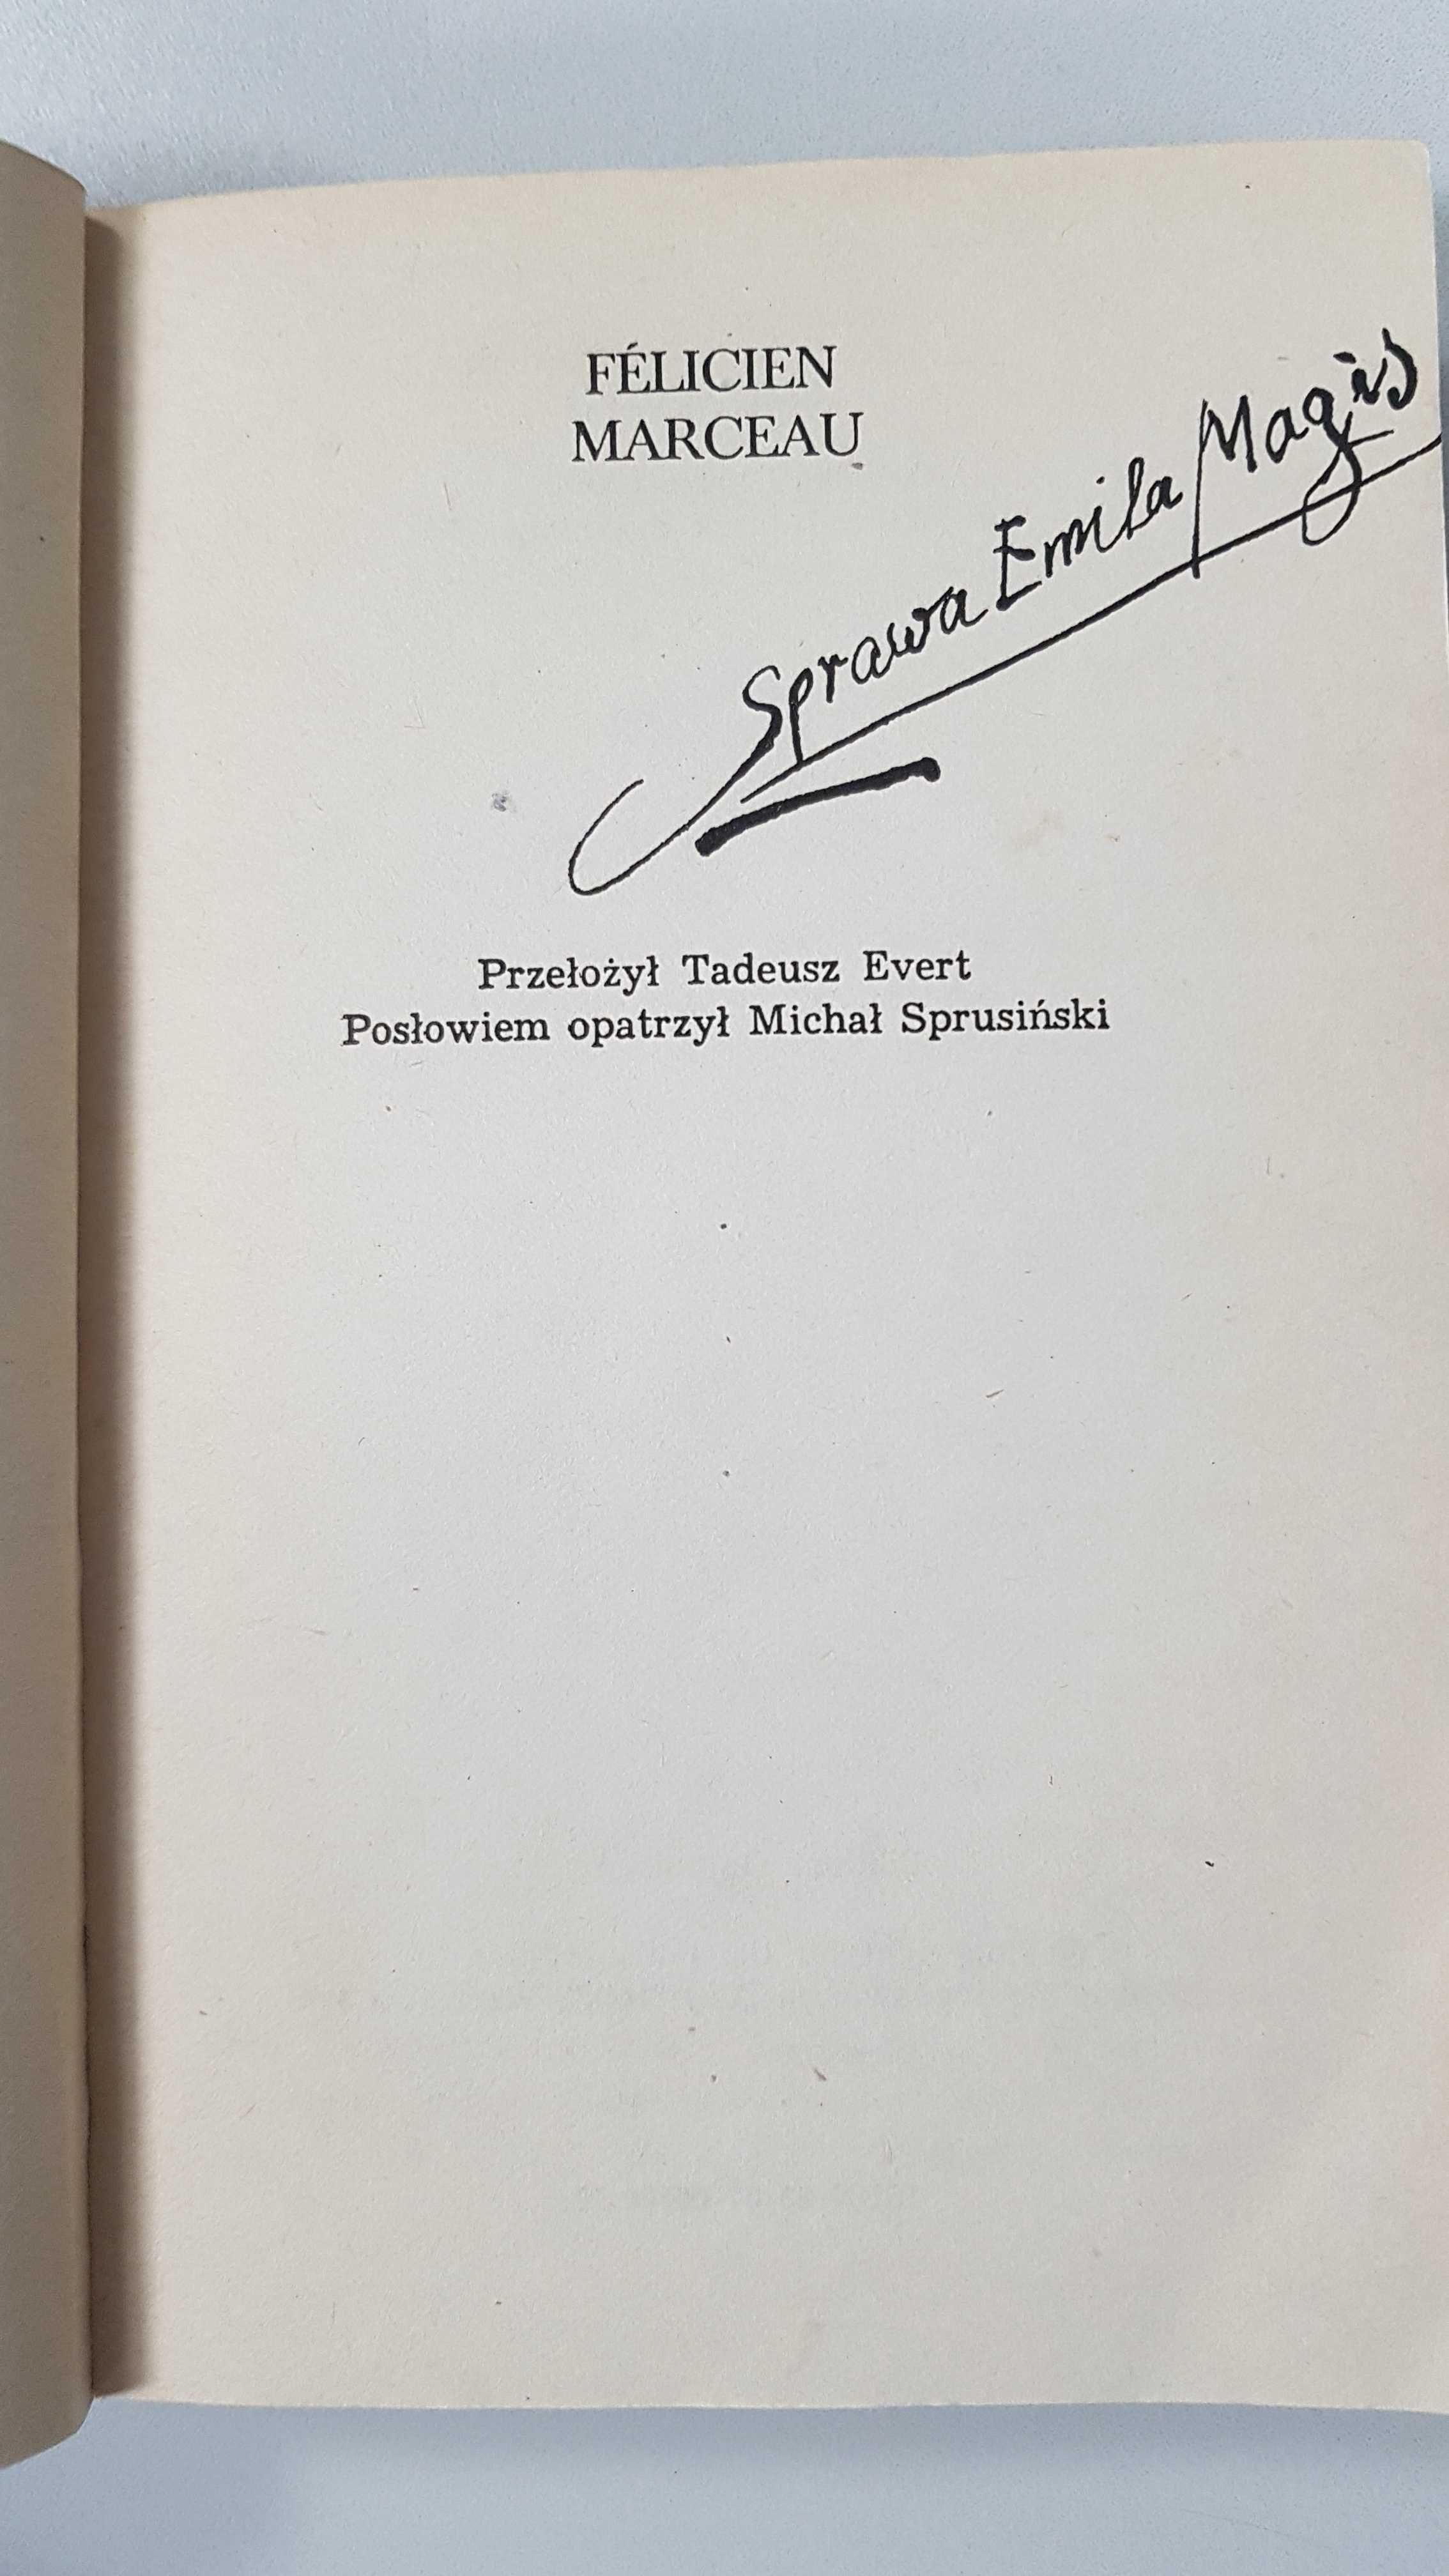 FÉLICIEN
MARCEAU
Sprawa Emila Magis
Przełożył Tadeusz Evert
Posłowiem opatrzył Michał Sprusiński